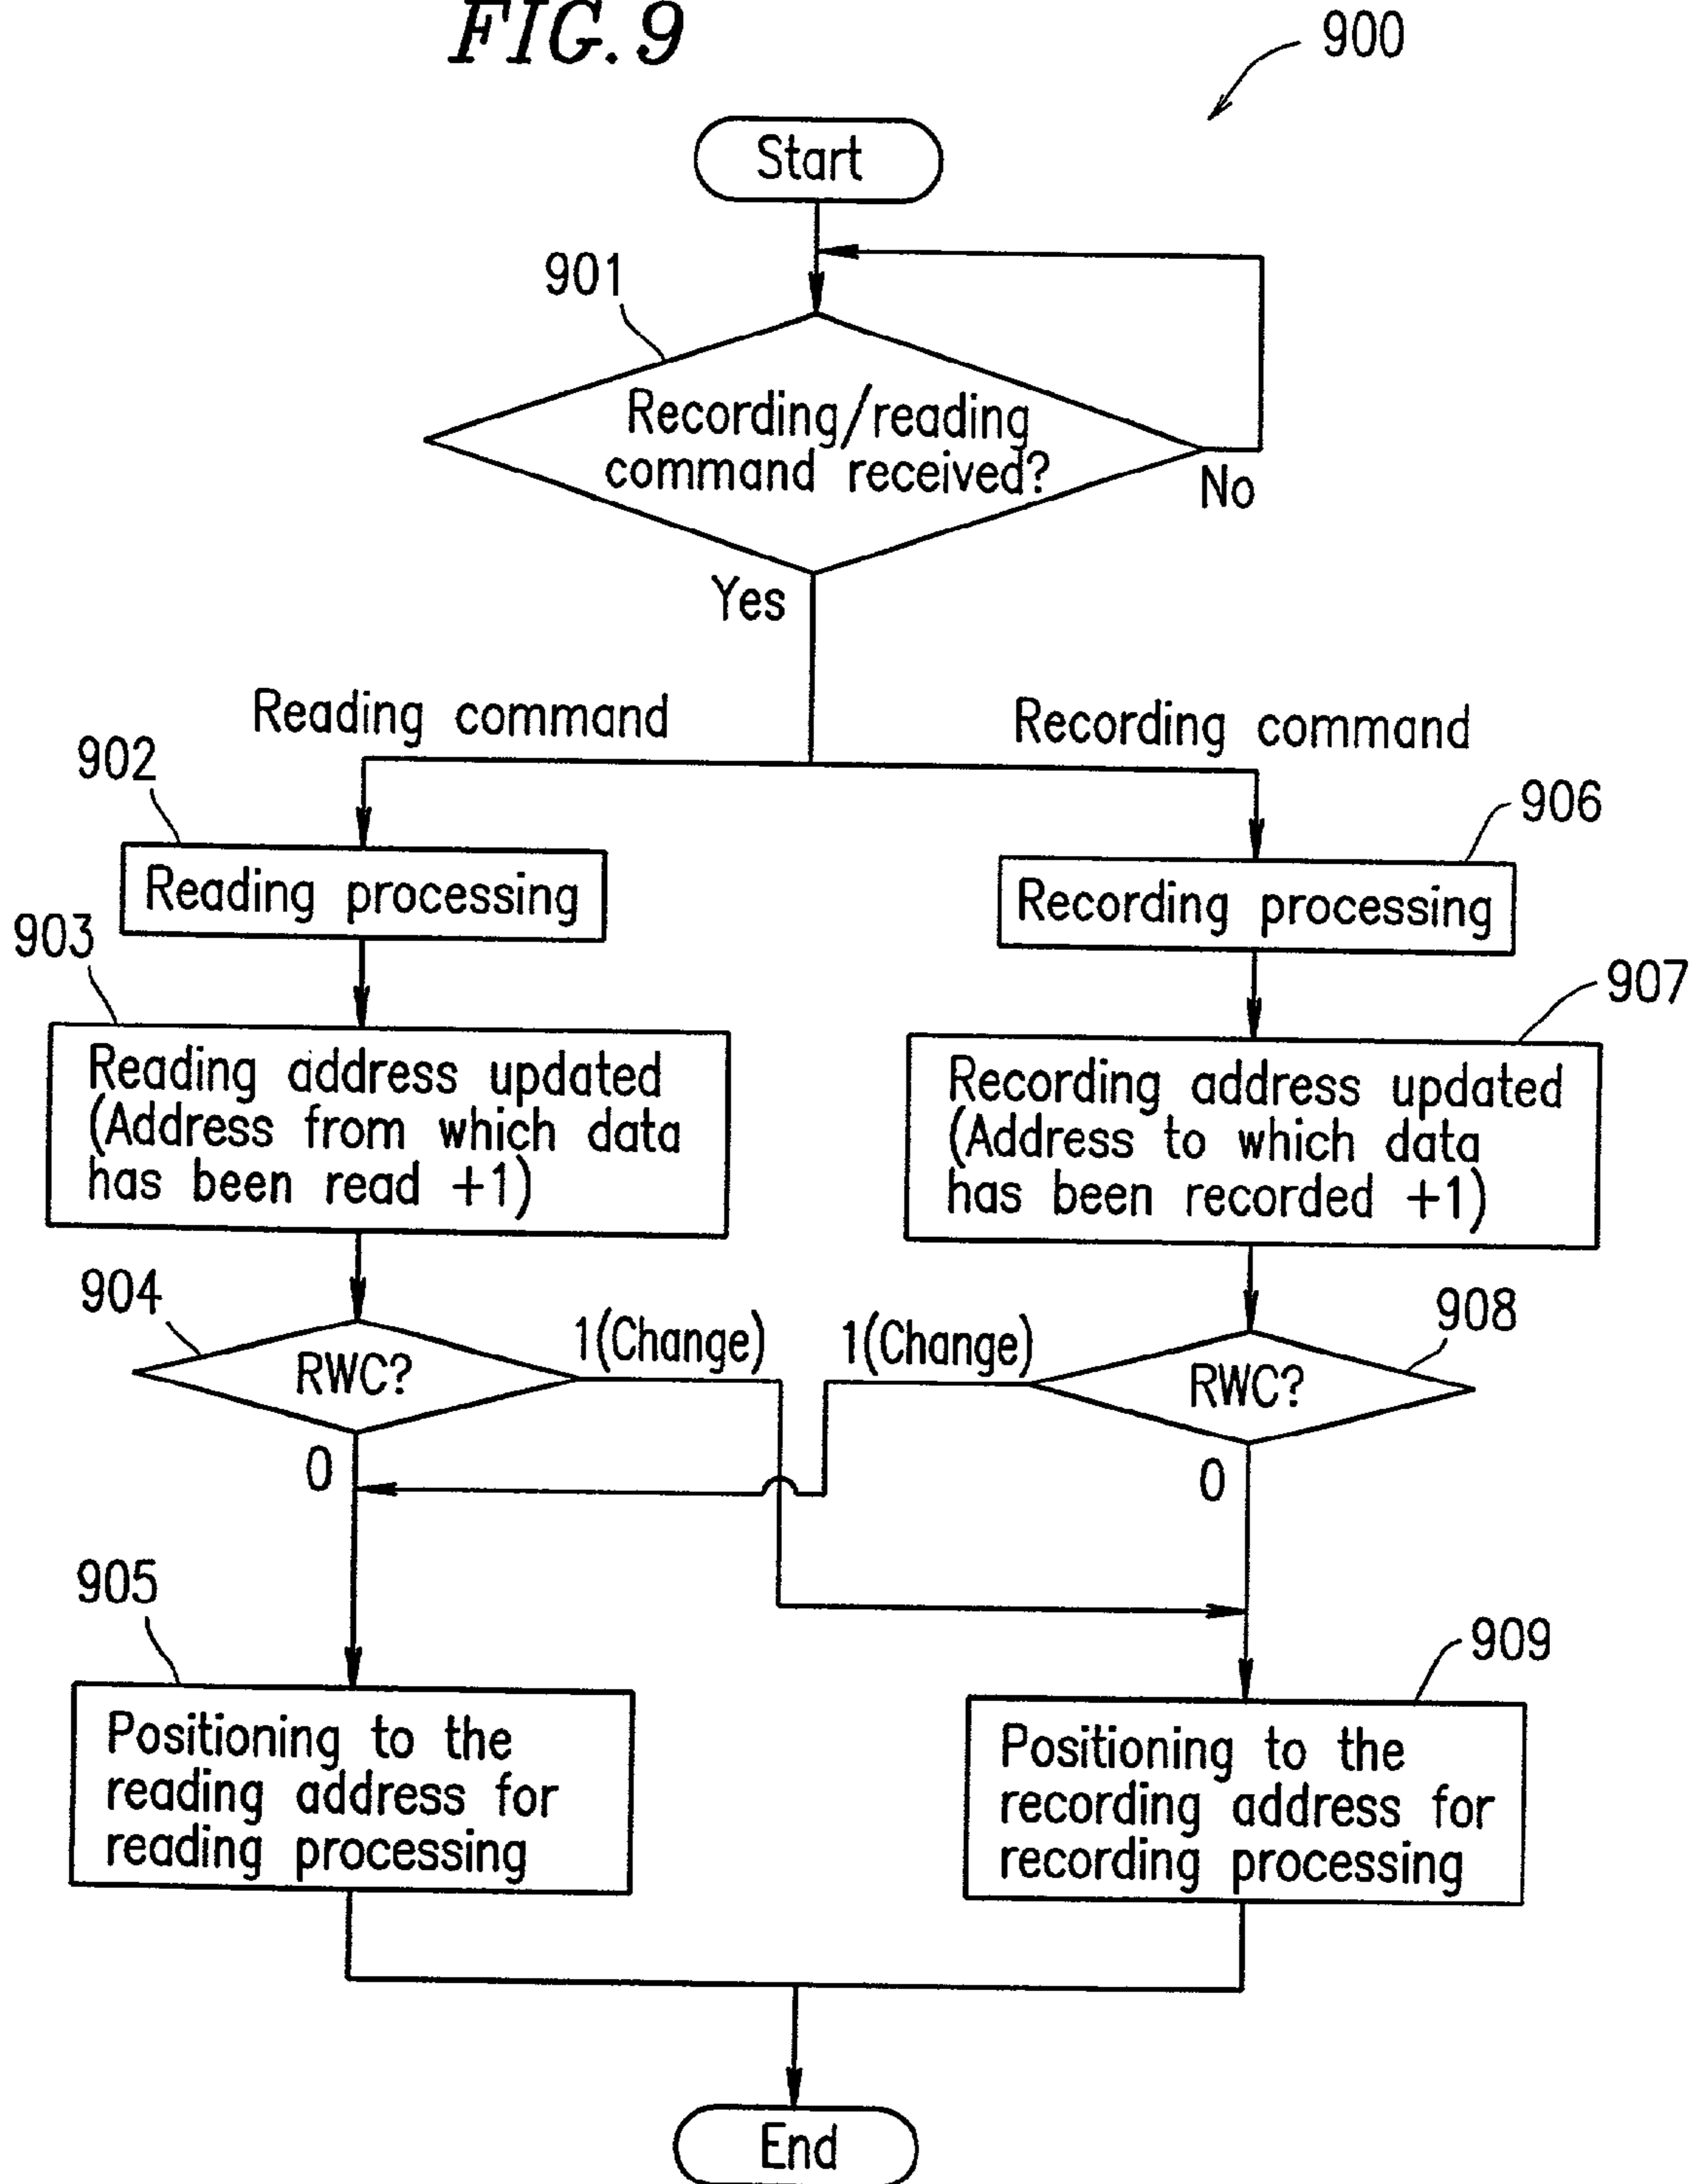 FIG. 9
900
Start
901
Recording/reading
command received?
No
Yes
Reading command
Recording command
902
906
Reading processing
Recording processing
903
907
Reading address updated
(Address from which data
has been read +1)
Recording address updated
(Address to which data
has been recorded +1)
904
908
1(Change)
1(Change)
RWC?
RWC?
0
0
905
909
Positioning to the
reading address for
reading processing
Positioning to the
recording address for
recording processing
End